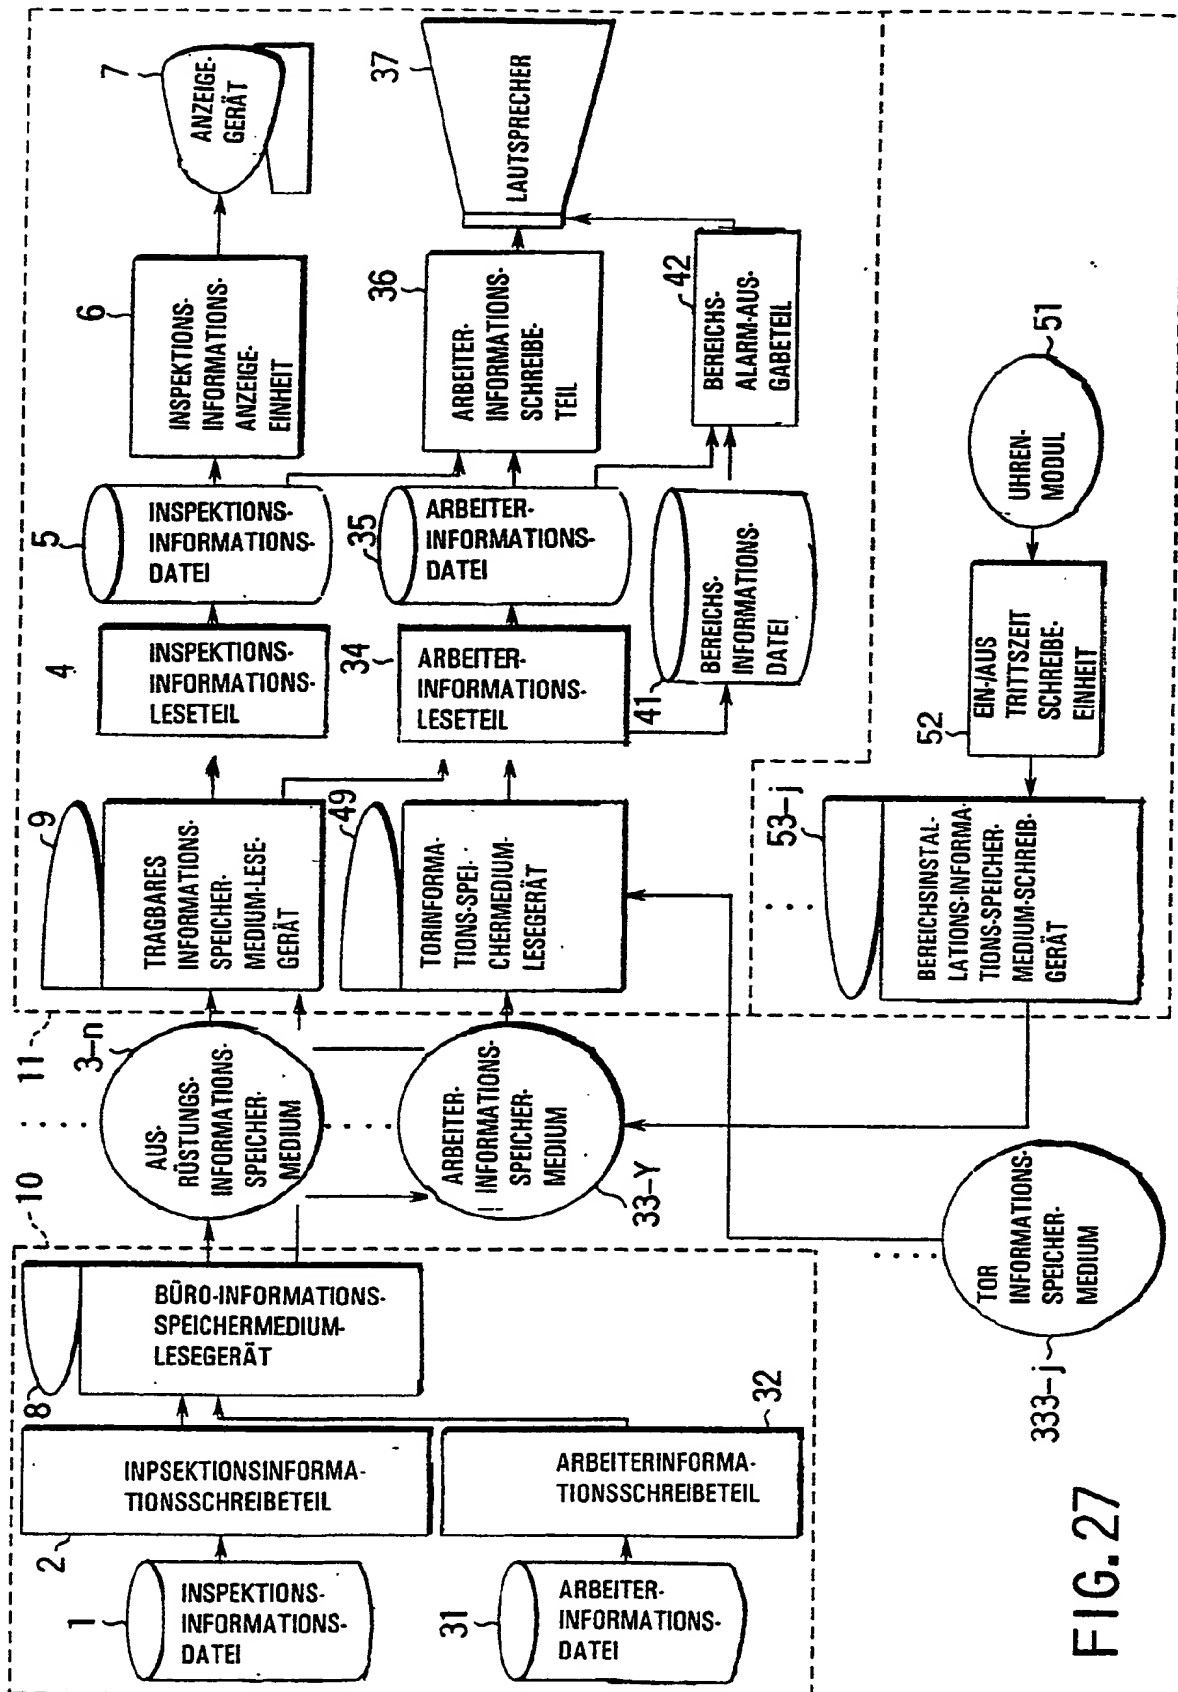 10
8
BÜRO-INFORMATIONS-
SPEICHERMEDIUM-
LESEGERÄT
2
INPSEKTIONSINFORMA-
TIONSSCHREIBETEIL
32
ARBEITERINFORMA-
TIONSSCHREIBETEIL
1
INSPEKTIONS-
INFORMATIONS-
DATEI
31
ARBEITER-
INFORMATIONS-
DATEI
11
3-n
AUS-
RÜSTUNGS-
INFORMATIONS-
SPEICHER-
MEDIUM
33-Y
ARBEITER-
INFORMATIONS-
SPEICHER-
MEDIUM
333-j
TOR
INFORMATIONS-
SPEICHER-
MEDIUM
9
TRAGBARES
INFORMATIONS-
SPEICHER-
MEDIUM-LESE-
GERÄT
49
TORINFORMA-
TIONS-SPEI-
CHERMEDIUM-
LESEGERÄT
4
INSPEKTIONS-
INFORMATIONS-
LESETEIL
34
ARBEITER-
INFORMATIONS-
LESETEIL
5
INSPEKTIONS-
INFORMATIONS-
DATEI
35
ARBEITER-
INFORMATIONS-
DATEI
41
BEREICHS-
INFORMATIONS-
DATEI
6
INSPEKTIONS-
INFORMATIONS-
ANZEIGE-
EINHEIT
36
ARBEITER-
INFORMATIONS-
SCHREIBE-
TEIL
42
BEREICHS-
ALARM-AUS-
GABETEIL
7
ANZEIGE-
GERÄT
37
LAUTSPRECHER
53-j
BEREICHSINSTAL-
LATIONS-INFORMA-
TIONS-SPEICHER-
MEDIUM-SCHREIB-
GERÄT
52
EIN-/AUS
TRITTSZEIT
SCHREIBE-
EINHEIT
51
UHREN-
MODUL
FIG.27